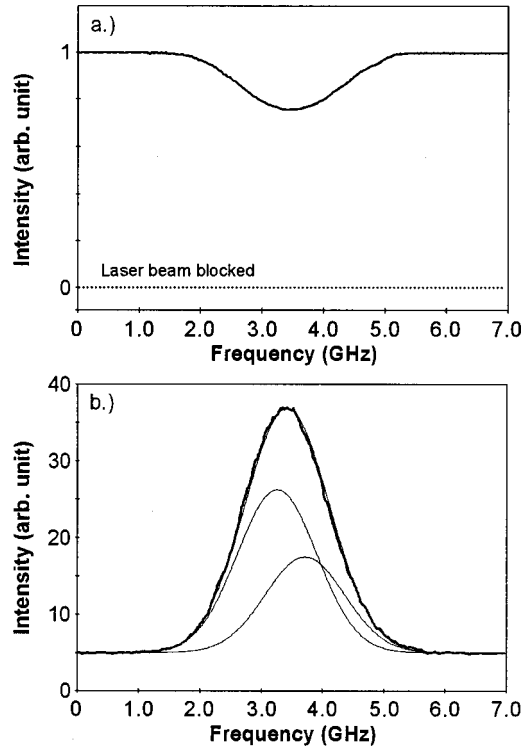 a.)
Intensity (arb. unit)
1
0
Laser beam blocked
0 1.0 2.0 3.0 4.0 5.0 6.0 7.0
Frequency (GHz)
b.)
Intensity (arb. unit)
40
30
20
10
0
0 1.0 2.0 3.0 4.0 5.0 6.0 7.0
Frequency (GHz)